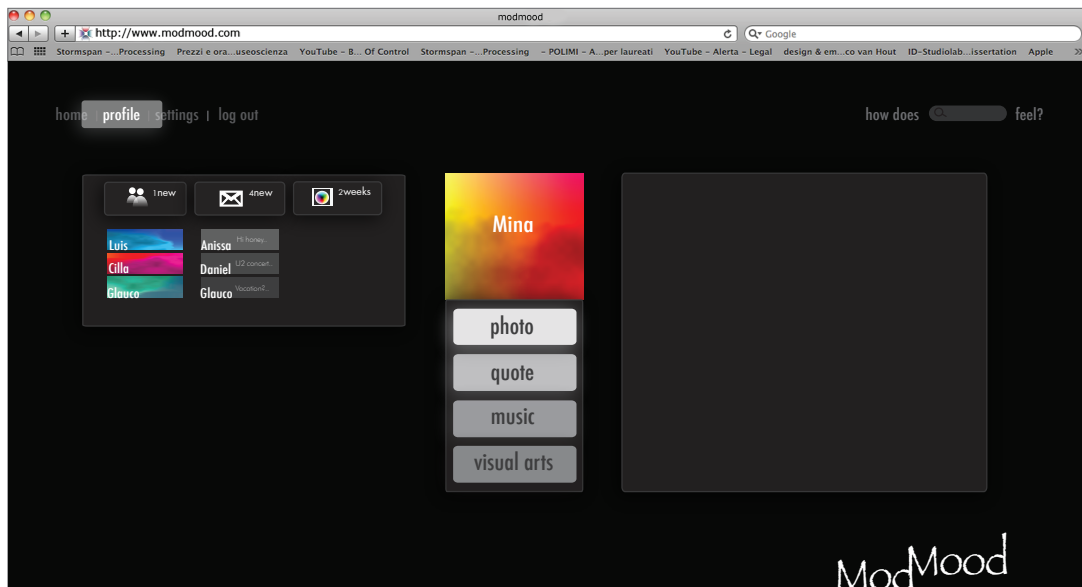 modmood
http://www.modmood.com
Google
Stormspan –...Processing Prezzi e ora...useoscienza YouTube – B... Of Control Stormspan –...Processing – POLIMI – A...per laureati YouTube – Alerta – Legal design & em...co van Hout ID–Studiolab...issertation Apple
home | profile | settings | log out
how does feel?
1new 4new 2weeks
Luis
Cilla
Glauco
Anissa Hi honey...
Daniel U2 concert...
Glauco Vacation2...
Mina
photo
quote
music
visual arts
ModMood